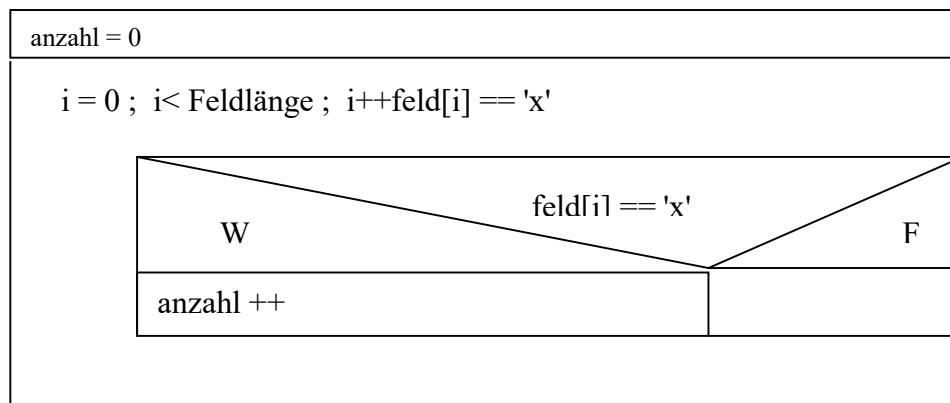 anzahl = 0
i = 0 ; i< Feldlänge ; i++feld[i] == 'x'
feld[i] == 'x'
W
F
anzahl ++